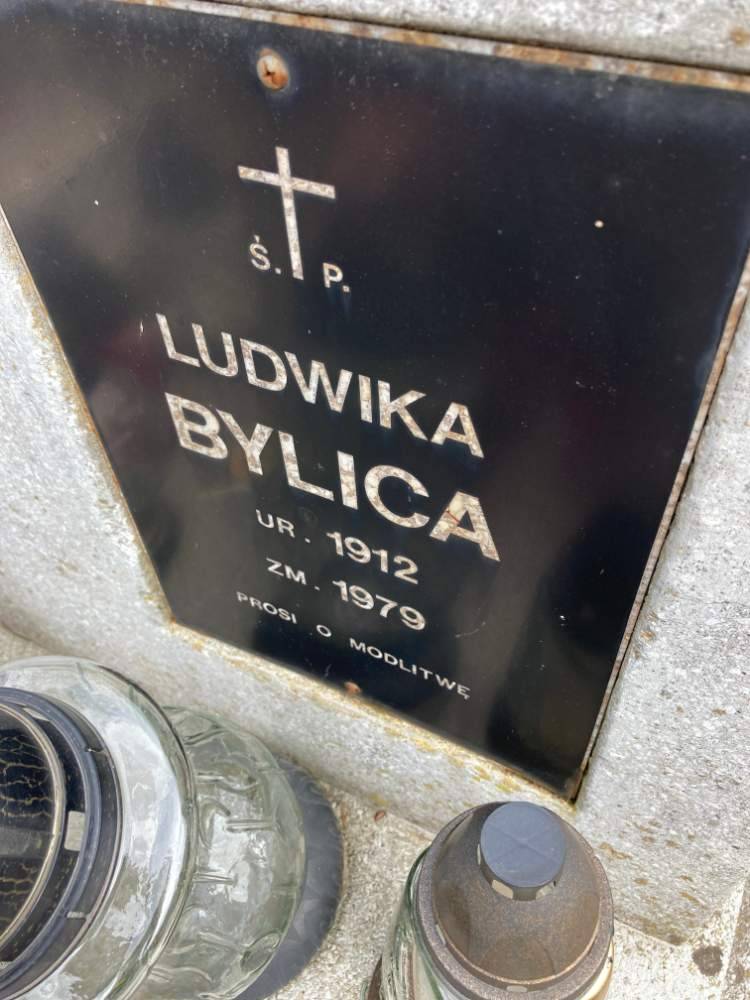 Ś. P.
LUDWIKA
BYLICA
UR. 1912
ZM. 1979
PROSI O MODLITWĘ